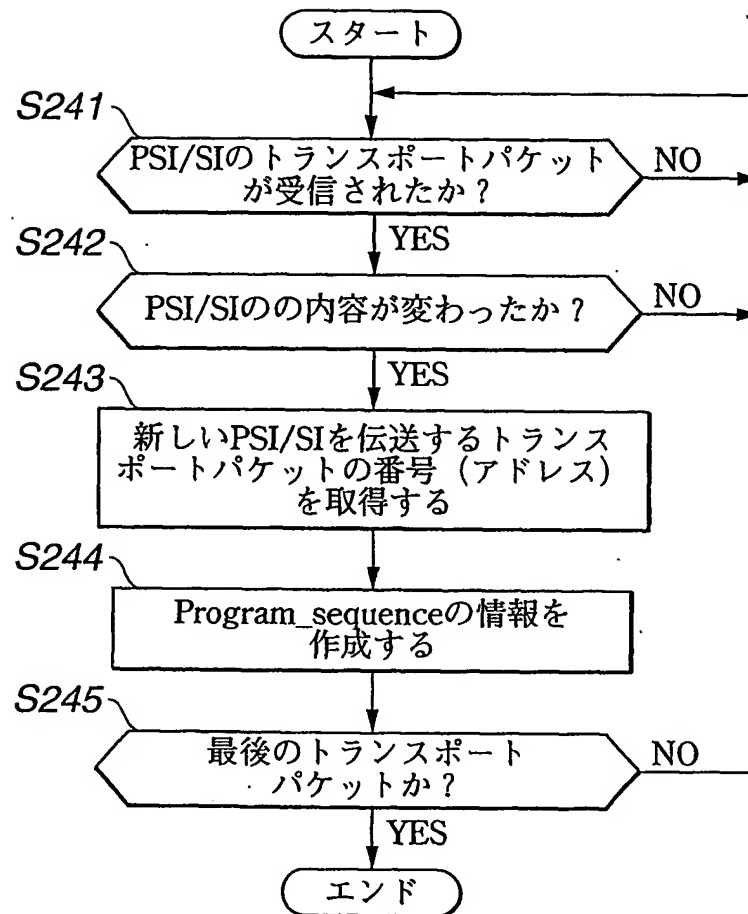 スタート
S241
PSI/SIのトランスポートパケット
が受信されたか？
NO
YES
S242
PSI/SIのの内容が変わったか？
NO
YES
S243
新しいPSI/SIを伝送するトランス
ポートパケットの番号（アドレス）
を取得する
S244
Program_sequenceの情報を
作成する
S245
最後のトランスポート
パケットか？
NO
YES
エンド